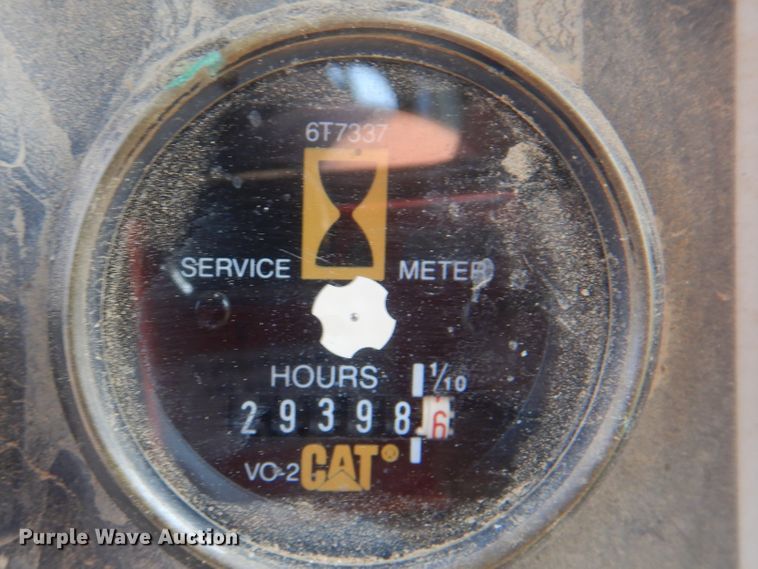 6T7337
SERVICE METER
HOURS 1/10
29398.6
VO-2 CAT®
Purple Wave Auction